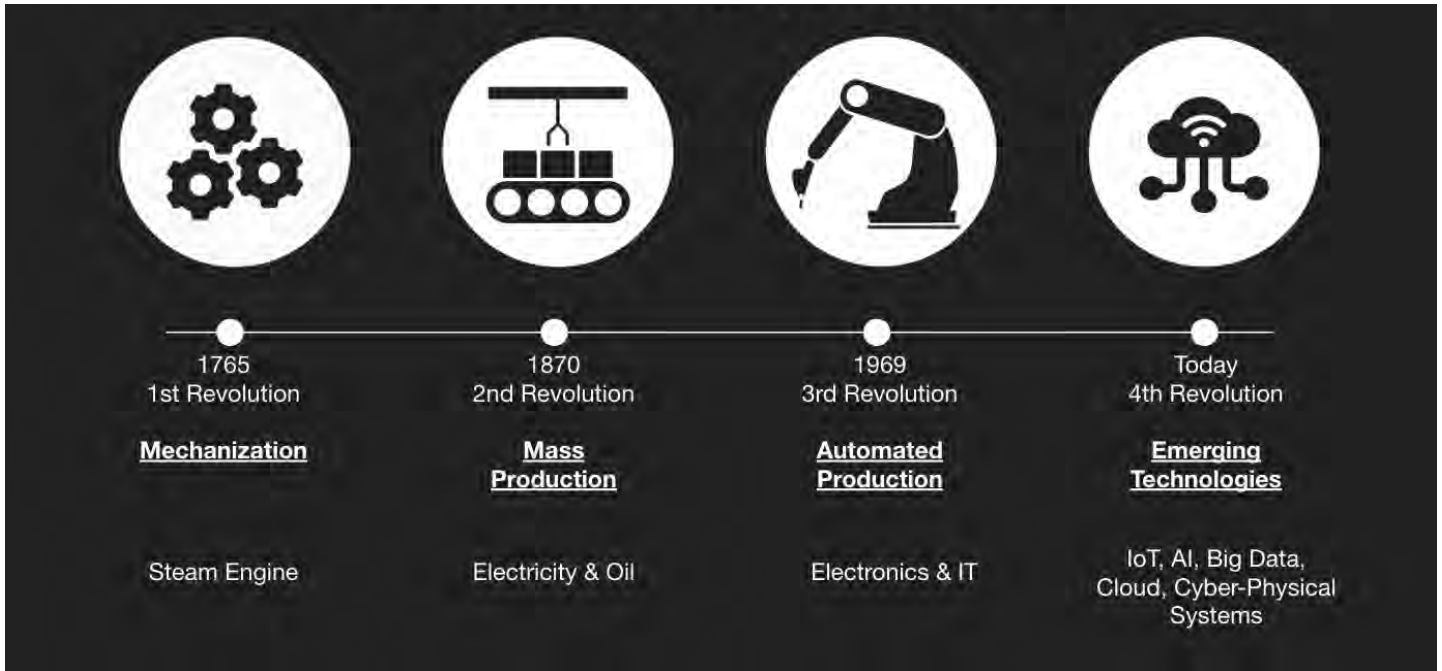 1765
1st Revolution
Mechanization
Steam Engine
1870
2nd Revolution
Mass
Production
Electricity & Oil
1969
3rd Revolution
Automated
Production
Electronics & IT
Today
4th Revolution
Emerging
Technologies
IoT, AI, Big Data,
Cloud, Cyber-Physical
Systems